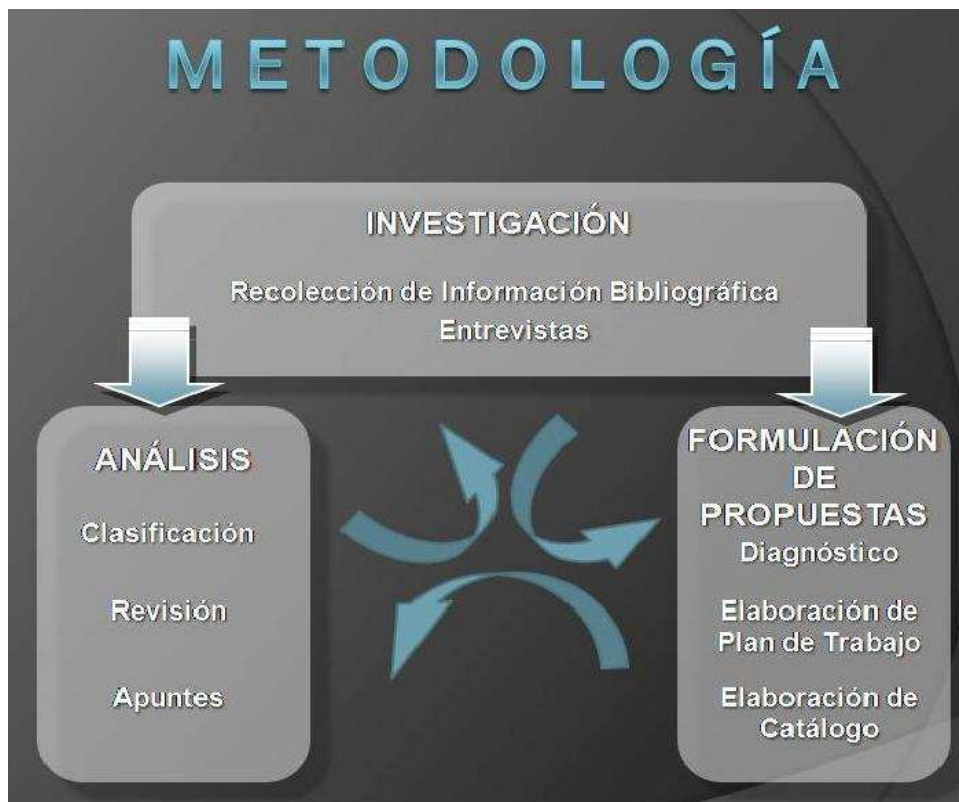 METODOLOGÍA
INVESTIGACIÓN
Recolección de Información Bibliográfica
Entrevistas
ANÁLISIS
Clasificación
Revisión
Apuntes
FORMULACIÓN
DE
PROPUESTAS
Diagnóstico
Elaboración de
Plan de Trabajo
Elaboración de
Catálogo